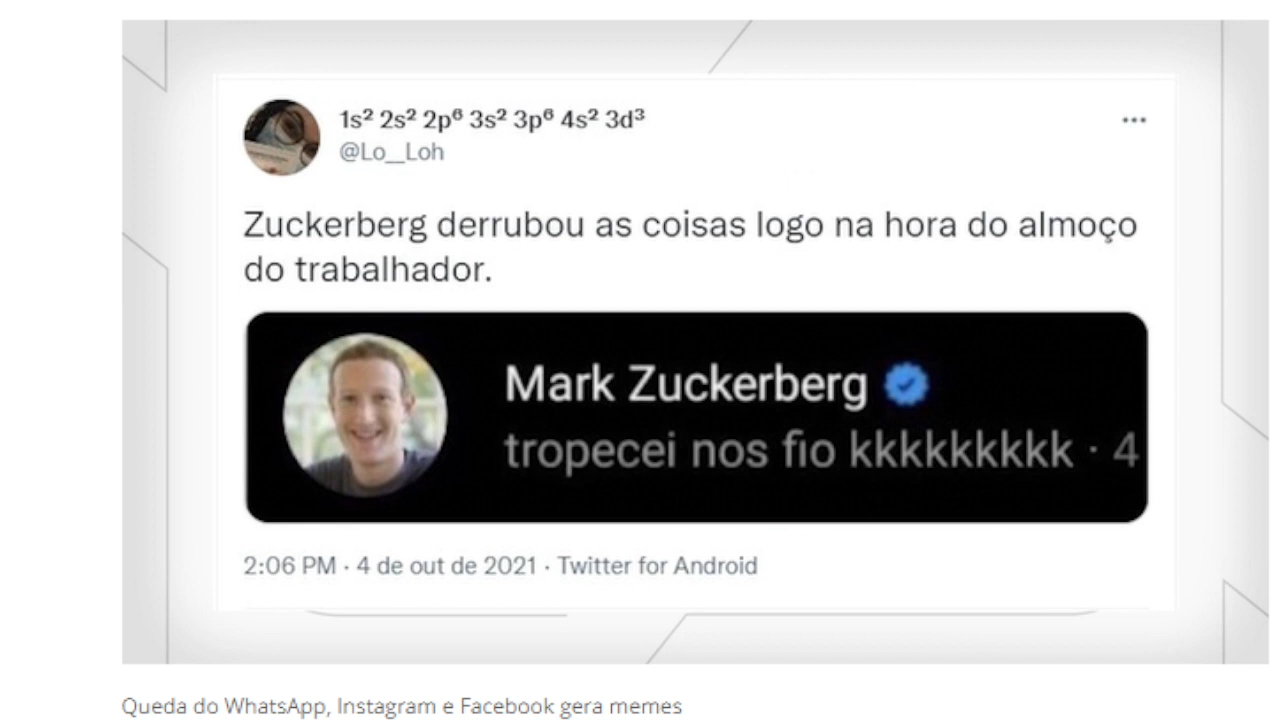 1s² 2s² 2p⁶ 3s² 3p⁶ 4s² 3d³
@Lo__Loh
Zuckerberg derrubou as coisas logo na hora do almoço
do trabalhador.
Mark Zuckerberg
tropecei nos fio kkkkkkkkk · 4
2:06 PM · 4 de out de 2021 · Twitter for Android
Queda do WhatsApp, Instagram e Facebook gera memes